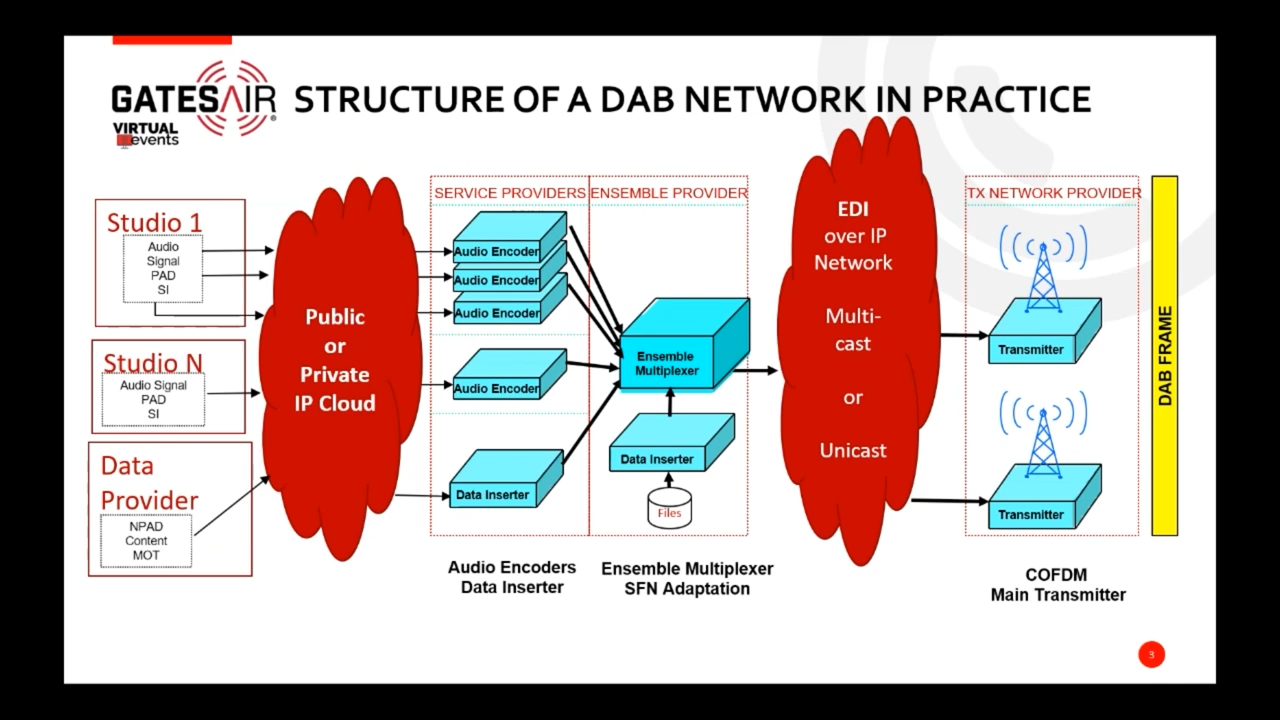 GATESAIR®
VIRTUAL
events
STRUCTURE OF A DAB NETWORK IN PRACTICE
Studio 1
Audio
Signal
PAD
SI
Studio N
Audio Signal
PAD
SI
Data
Provider
NPAD
Content
MOT
Public
or
Private
IP Cloud
SERVICE PROVIDERS
Audio Encoder
Audio Encoder
Audio Encoder
Audio Encoder
Data Inserter
Audio Encoders
Data Inserter
ENSEMBLE PROVIDER
Ensemble
Multiplexer
Data Inserter
Files
Ensemble Multiplexer
SFN Adaptation
EDI
over IP
Network
Multi-
cast
or
Unicast
TX NETWORK PROVIDER
Transmitter
Transmitter
COFDM
Main Transmitter
DAB FRAME
3